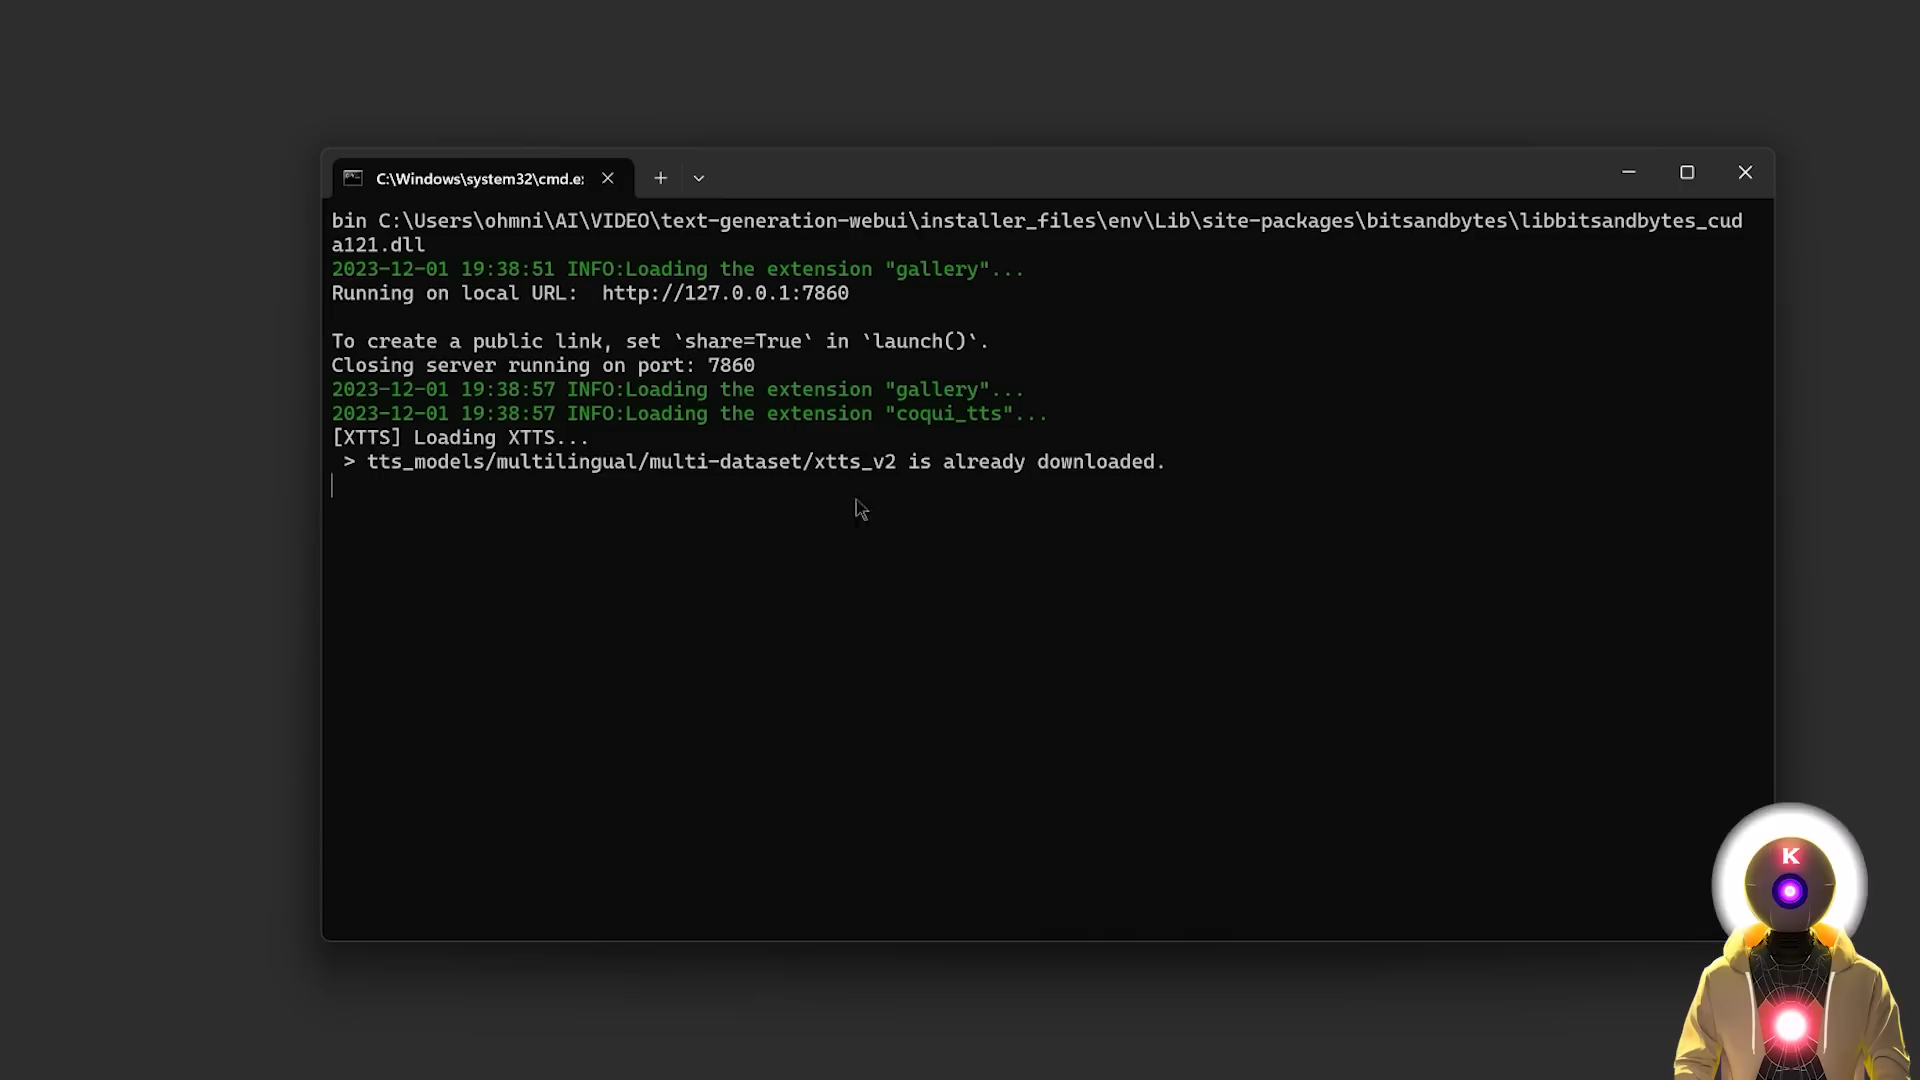 C:\Windows\system32\cmd.e
bin C:\Users\ohmni\AI\VIDEO\text-generation-webui\installer_files\env\Lib\site-packages\bitsandbytes\libbitsandbytes_cud
a121.dll
2023-12-01 19:38:51 INFO:Loading the extension "gallery"...
Running on local URL:  http://127.0.0.1:7860
To create a public link, set `share=True` in `launch()`.
Closing server running on port: 7860
2023-12-01 19:38:57 INFO:Loading the extension "gallery"...
2023-12-01 19:38:57 INFO:Loading the extension "coqui_tts"...
[XTTS] Loading XTTS...
 > tts_models/multilingual/multi-dataset/xtts_v2 is already downloaded.
K